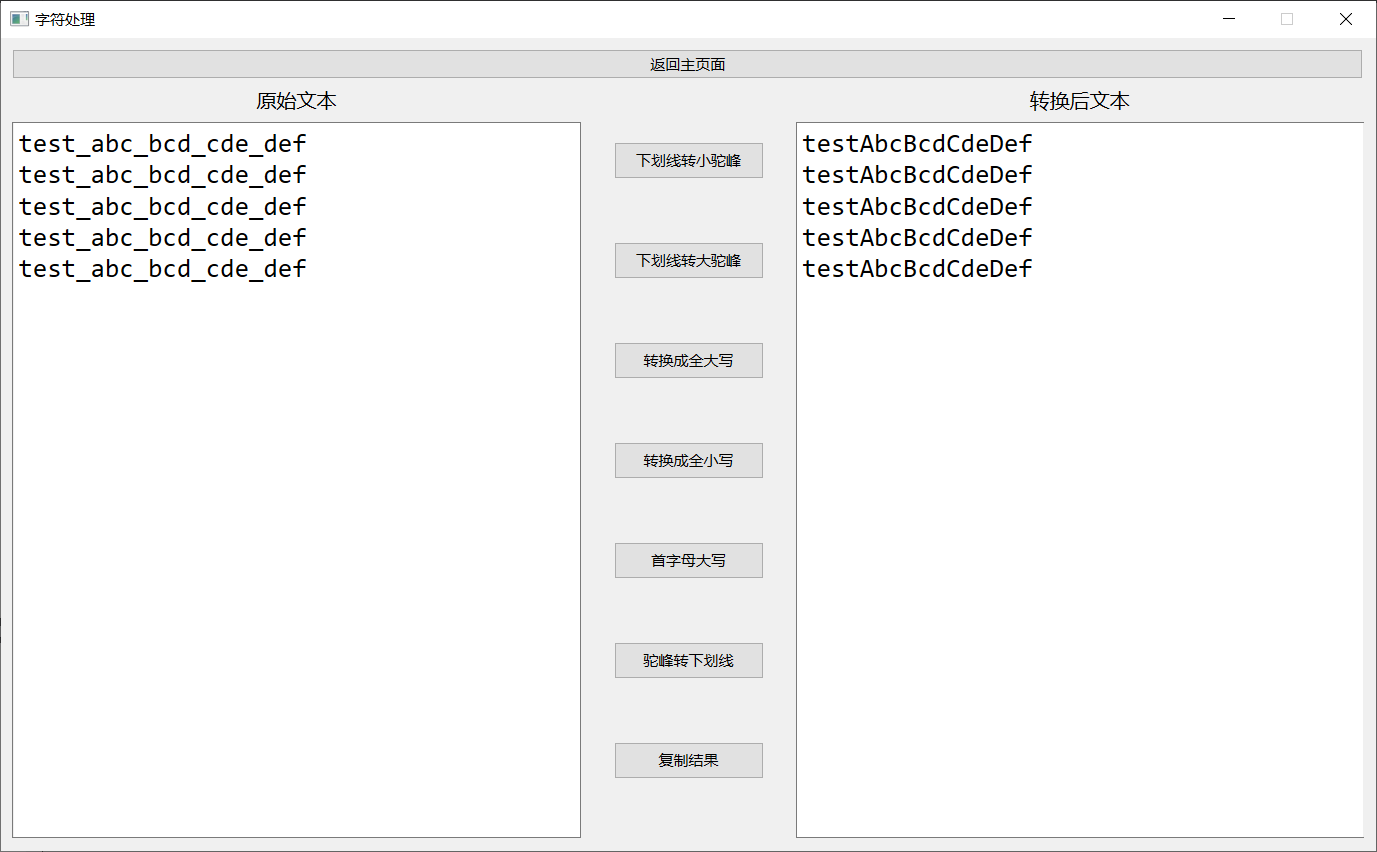 字符处理
返回主页面
原始文本
转换后文本
test_abc_bcd_cde_def
test_abc_bcd_cde_def
test_abc_bcd_cde_def
test_abc_bcd_cde_def
test_abc_bcd_cde_def
下划线转小驼峰
下划线转大驼峰
转换成全大写
转换成全小写
首字母大写
驼峰转下划线
复制结果
testAbcBcdCdeDef
testAbcBcdCdeDef
testAbcBcdCdeDef
testAbcBcdCdeDef
testAbcBcdCdeDef